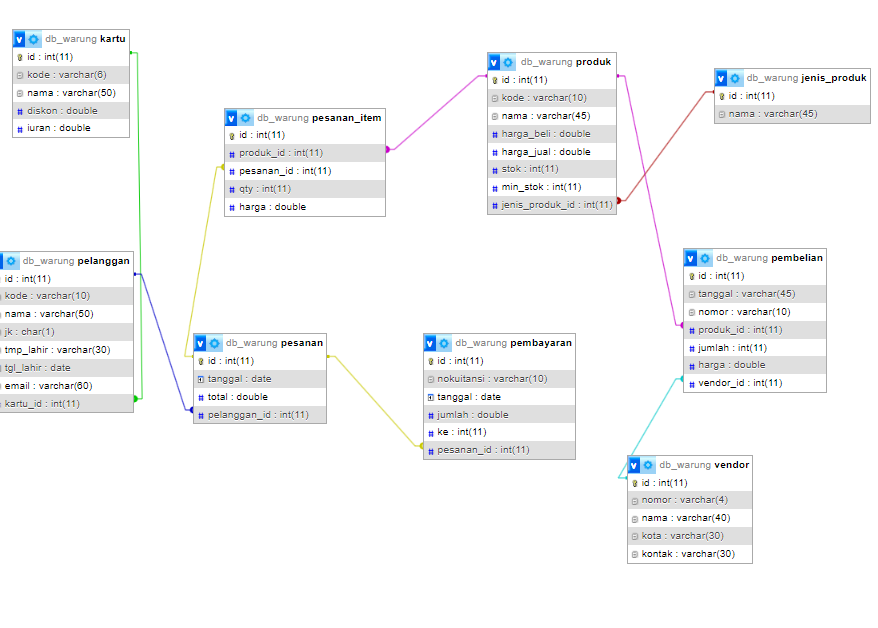 db_warung kartu
id : int(11)
kode : varchar(6)
nama : varchar(50)
diskon : double
iuran : double
db_warung produk
id : int(11)
kode : varchar(10)
nama : varchar(45)
harga_beli : double
harga_jual : double
stok : int(11)
min_stok : int(11)
jenis_produk_id : int(11)
db_warung jenis_produk
id : int(11)
nama : varchar(45)
db_warung pesanan_item
id : int(11)
produk_id : int(11)
pesanan_id : int(11)
qty : int(11)
harga : double
db_warung pelanggan
id : int(11)
kode : varchar(10)
nama : varchar(50)
jk : char(1)
tmp_lahir : varchar(30)
tgl_lahir : date
email : varchar(60)
kartu_id : int(11)
db_warung pembelian
id : int(11)
tanggal : varchar(45)
nomor : varchar(10)
produk_id : int(11)
jumlah : int(11)
harga : double
vendor_id : int(11)
db_warung pesanan
id : int(11)
tanggal : date
total : double
pelanggan_id : int(11)
db_warung pembayaran
id : int(11)
nokuitansi : varchar(10)
tanggal : date
jumlah : double
ke : int(11)
pesanan_id : int(11)
db_warung vendor
id : int(11)
nomor : varchar(4)
nama : varchar(40)
kota : varchar(30)
kontak : varchar(30)